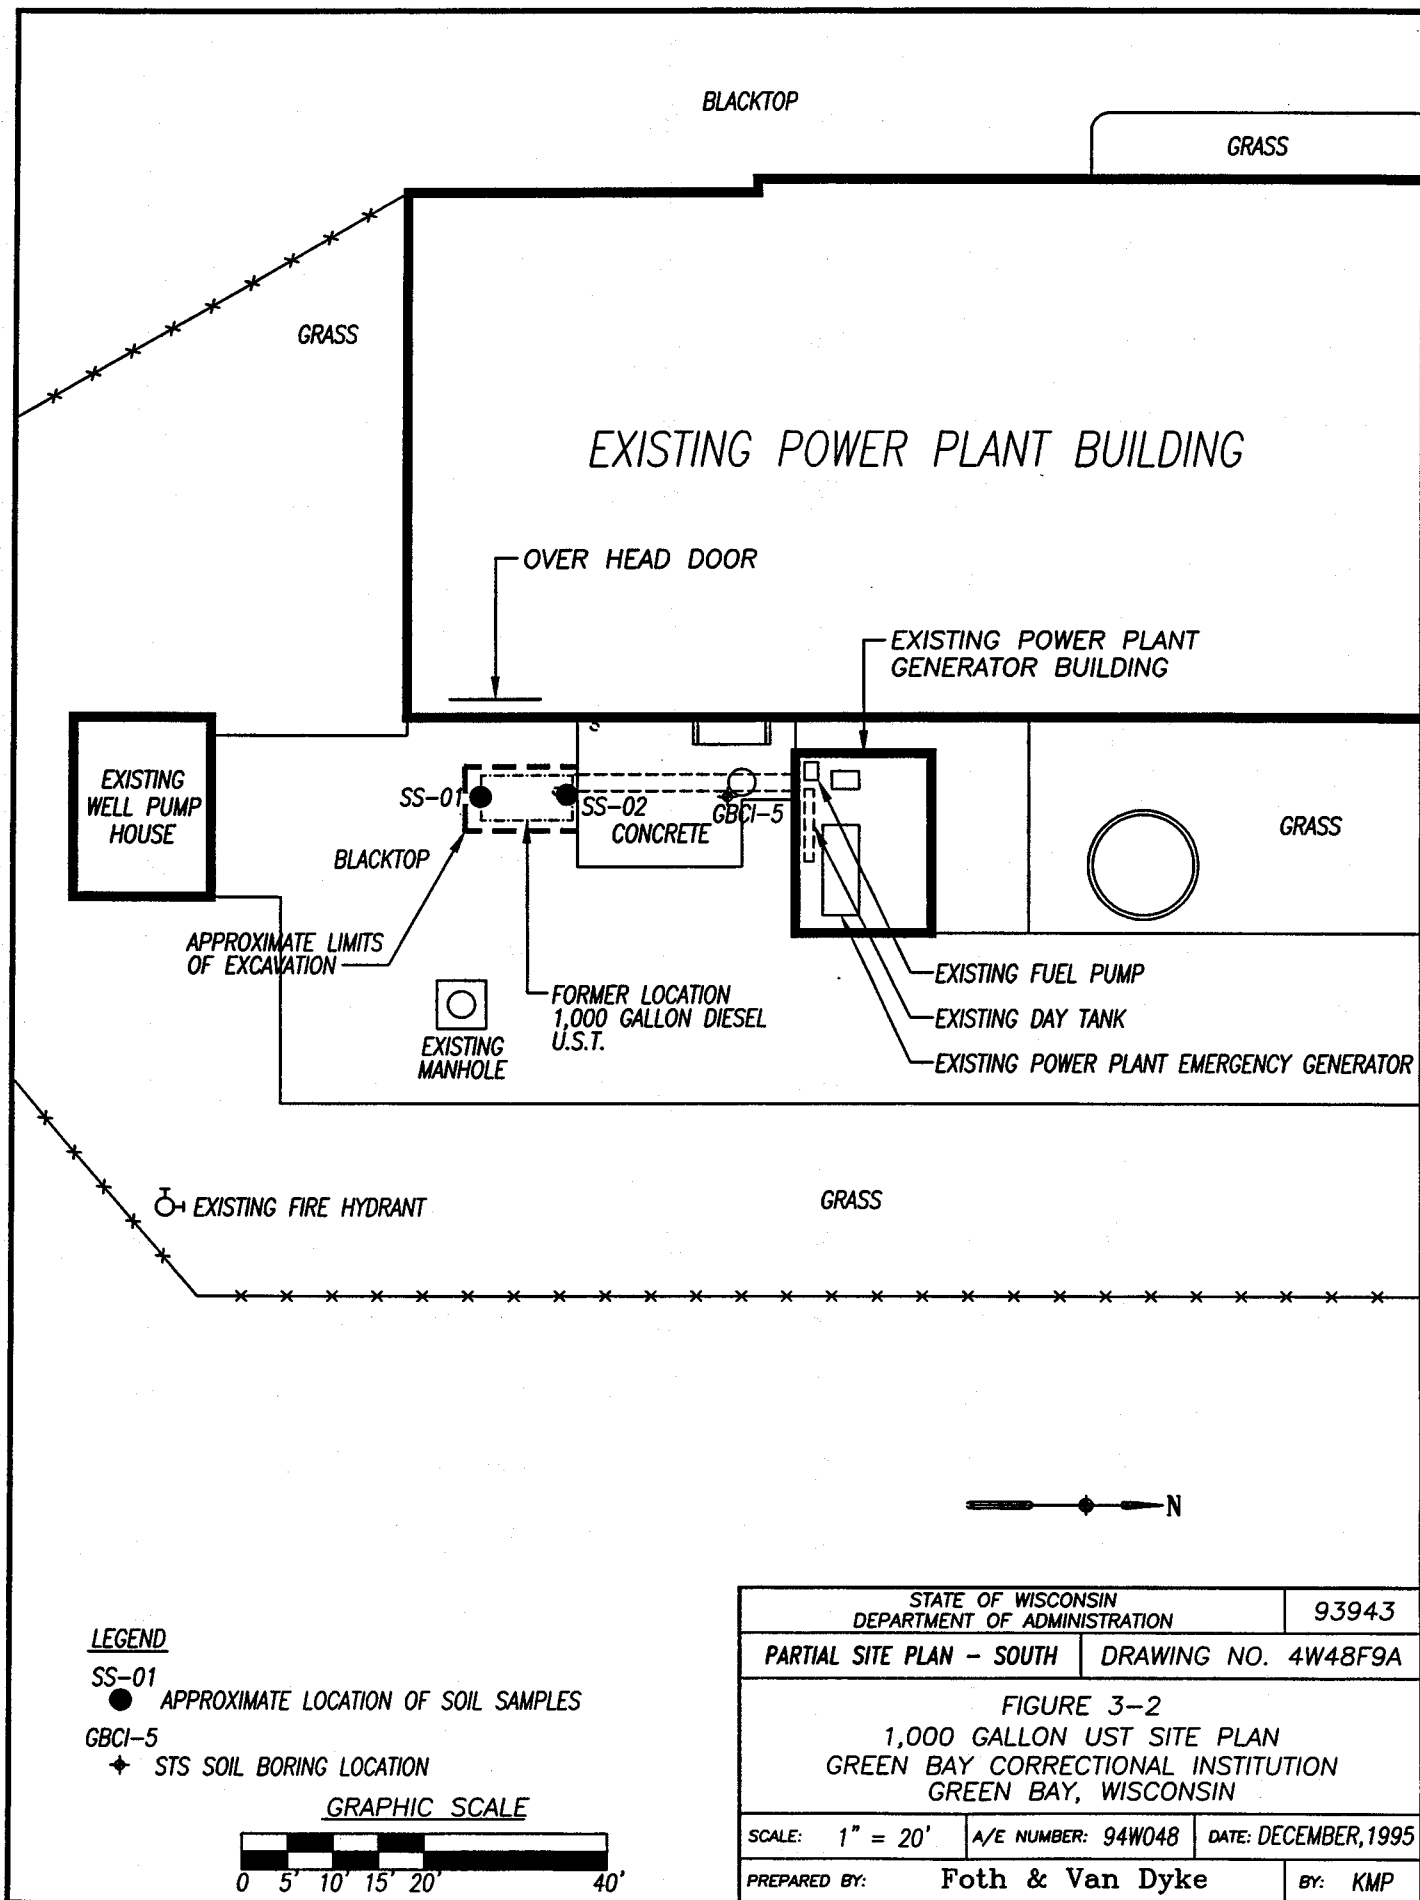 BLACKTOP
GRASS
GRASS
EXISTING POWER PLANT BUILDING
OVER HEAD DOOR
EXISTING POWER PLANT
GENERATOR BUILDING
EXISTING
WELL PUMP
HOUSE
SS-01
SS-02
GBCI-5
CONCRETE
GRASS
BLACKTOP
APPROXIMATE LIMITS
OF EXCAVATION
FORMER LOCATION
1,000 GALLON DIESEL
U.S.T.
EXISTING
MANHOLE
EXISTING FUEL PUMP
EXISTING DAY TANK
EXISTING POWER PLANT EMERGENCY GENERATOR
EXISTING FIRE HYDRANT
GRASS
N
LEGEND
SS-01
APPROXIMATE LOCATION OF SOIL SAMPLES
GBCI-5
STS SOIL BORING LOCATION
GRAPHIC SCALE
0 5' 10' 15' 20' 40'
STATE OF WISCONSIN
DEPARTMENT OF ADMINISTRATION
93943
PARTIAL SITE PLAN - SOUTH
DRAWING NO. 4W48F9A
FIGURE 3-2
1,000 GALLON UST SITE PLAN
GREEN BAY CORRECTIONAL INSTITUTION
GREEN BAY, WISCONSIN
SCALE: 1" = 20'
A/E NUMBER: 94W048
DATE: DECEMBER,1995
PREPARED BY: Foth & Van Dyke
BY: KMP